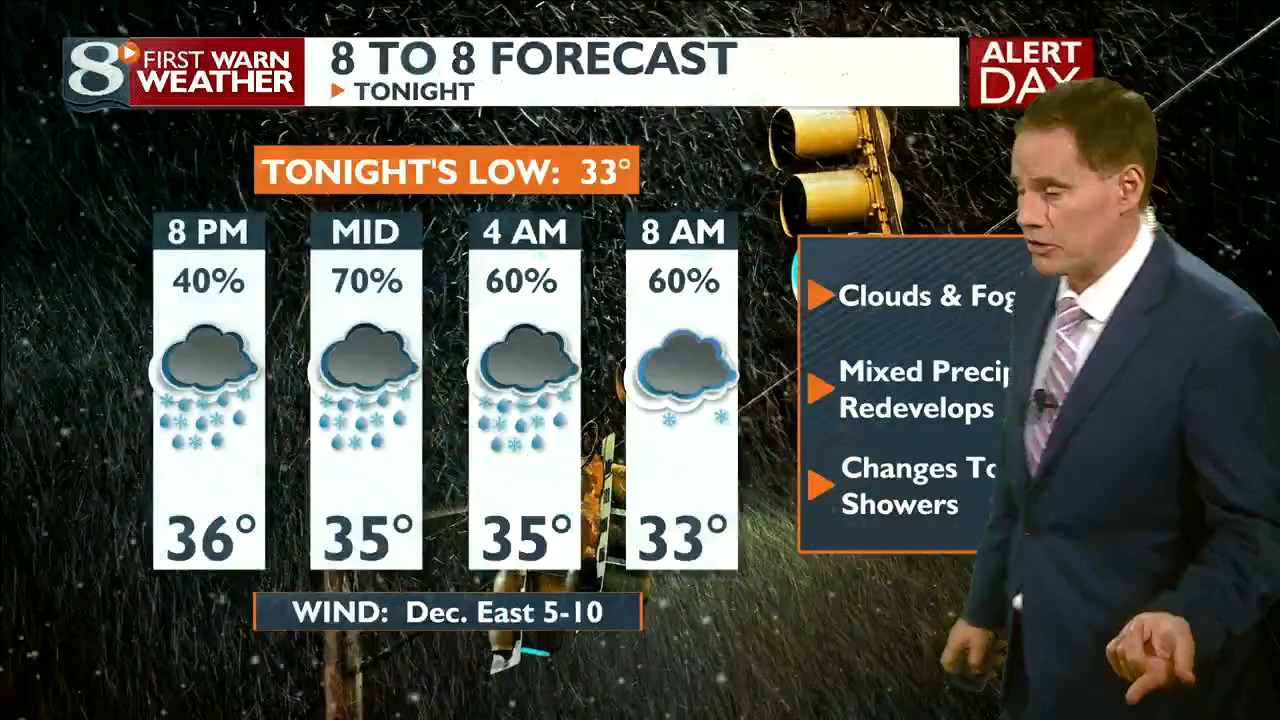 8 FIRST WARN
WEATHER
8 TO 8 FORECAST
TONIGHT
ALERT
DAY
TONIGHT'S LOW: 33°
8 PM
MID
4 AM
8 AM
40%
70%
60%
60%
36°
35°
35°
33°
WIND: Dec. East 5-10
Clouds & Fog
Mixed Precip
Redevelops
Changes To
Showers